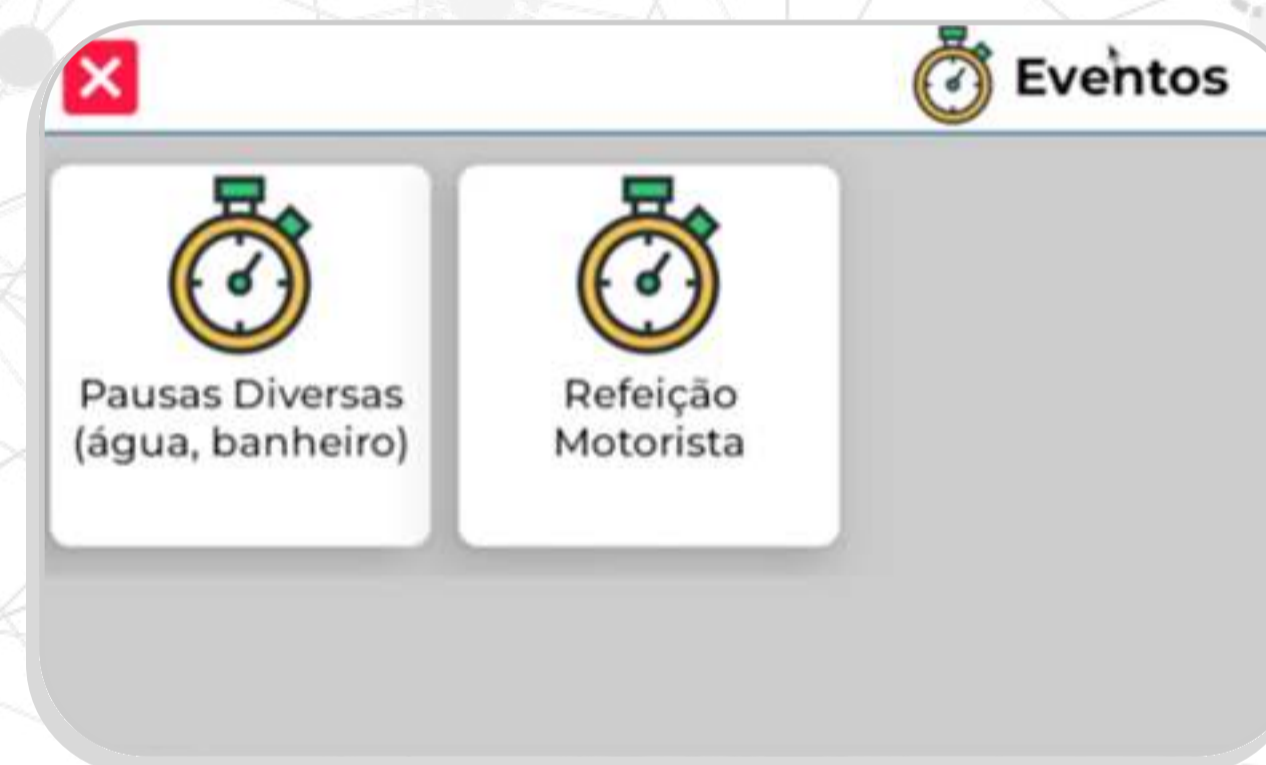 Eventos
Pausas Diversas
(água, banheiro)
Refeição
Motorista